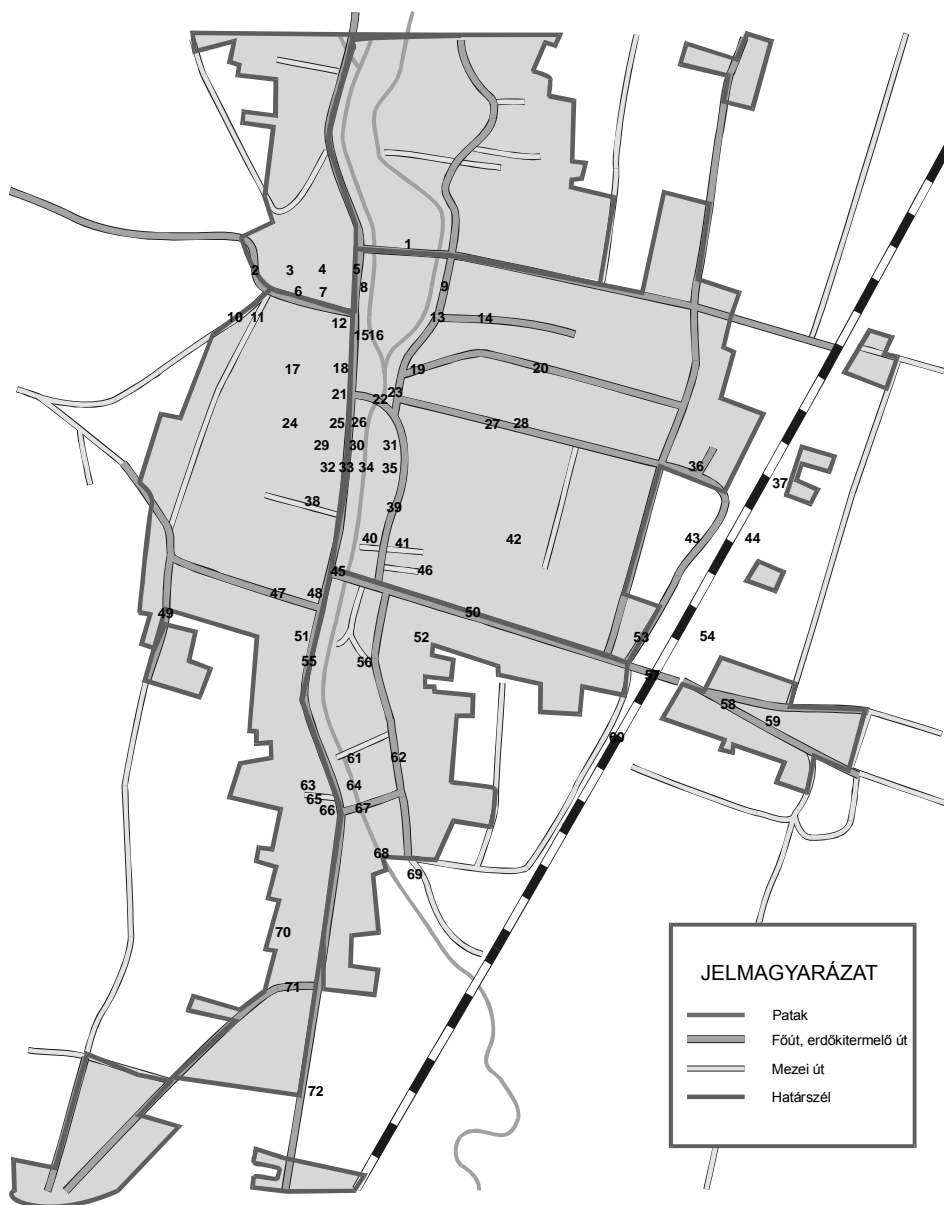 1
2 3 4 5
6 7 8 9
10 11 12 13 14
15 16
17 18 19 20
21 22 23
24 25 26 27 28
29 30 31
32 33 34 35 36
37
38 39
40 41 42 43 44
45 46
47 48
49 50
51 52 53 54
55 56 57
58 59
60
61 62
63 64
65 66 67
68
69
70
71
72
JELMAGYARÁZAT
Patak
Főút, erdőkitermelő út
Mezei út
Határszél